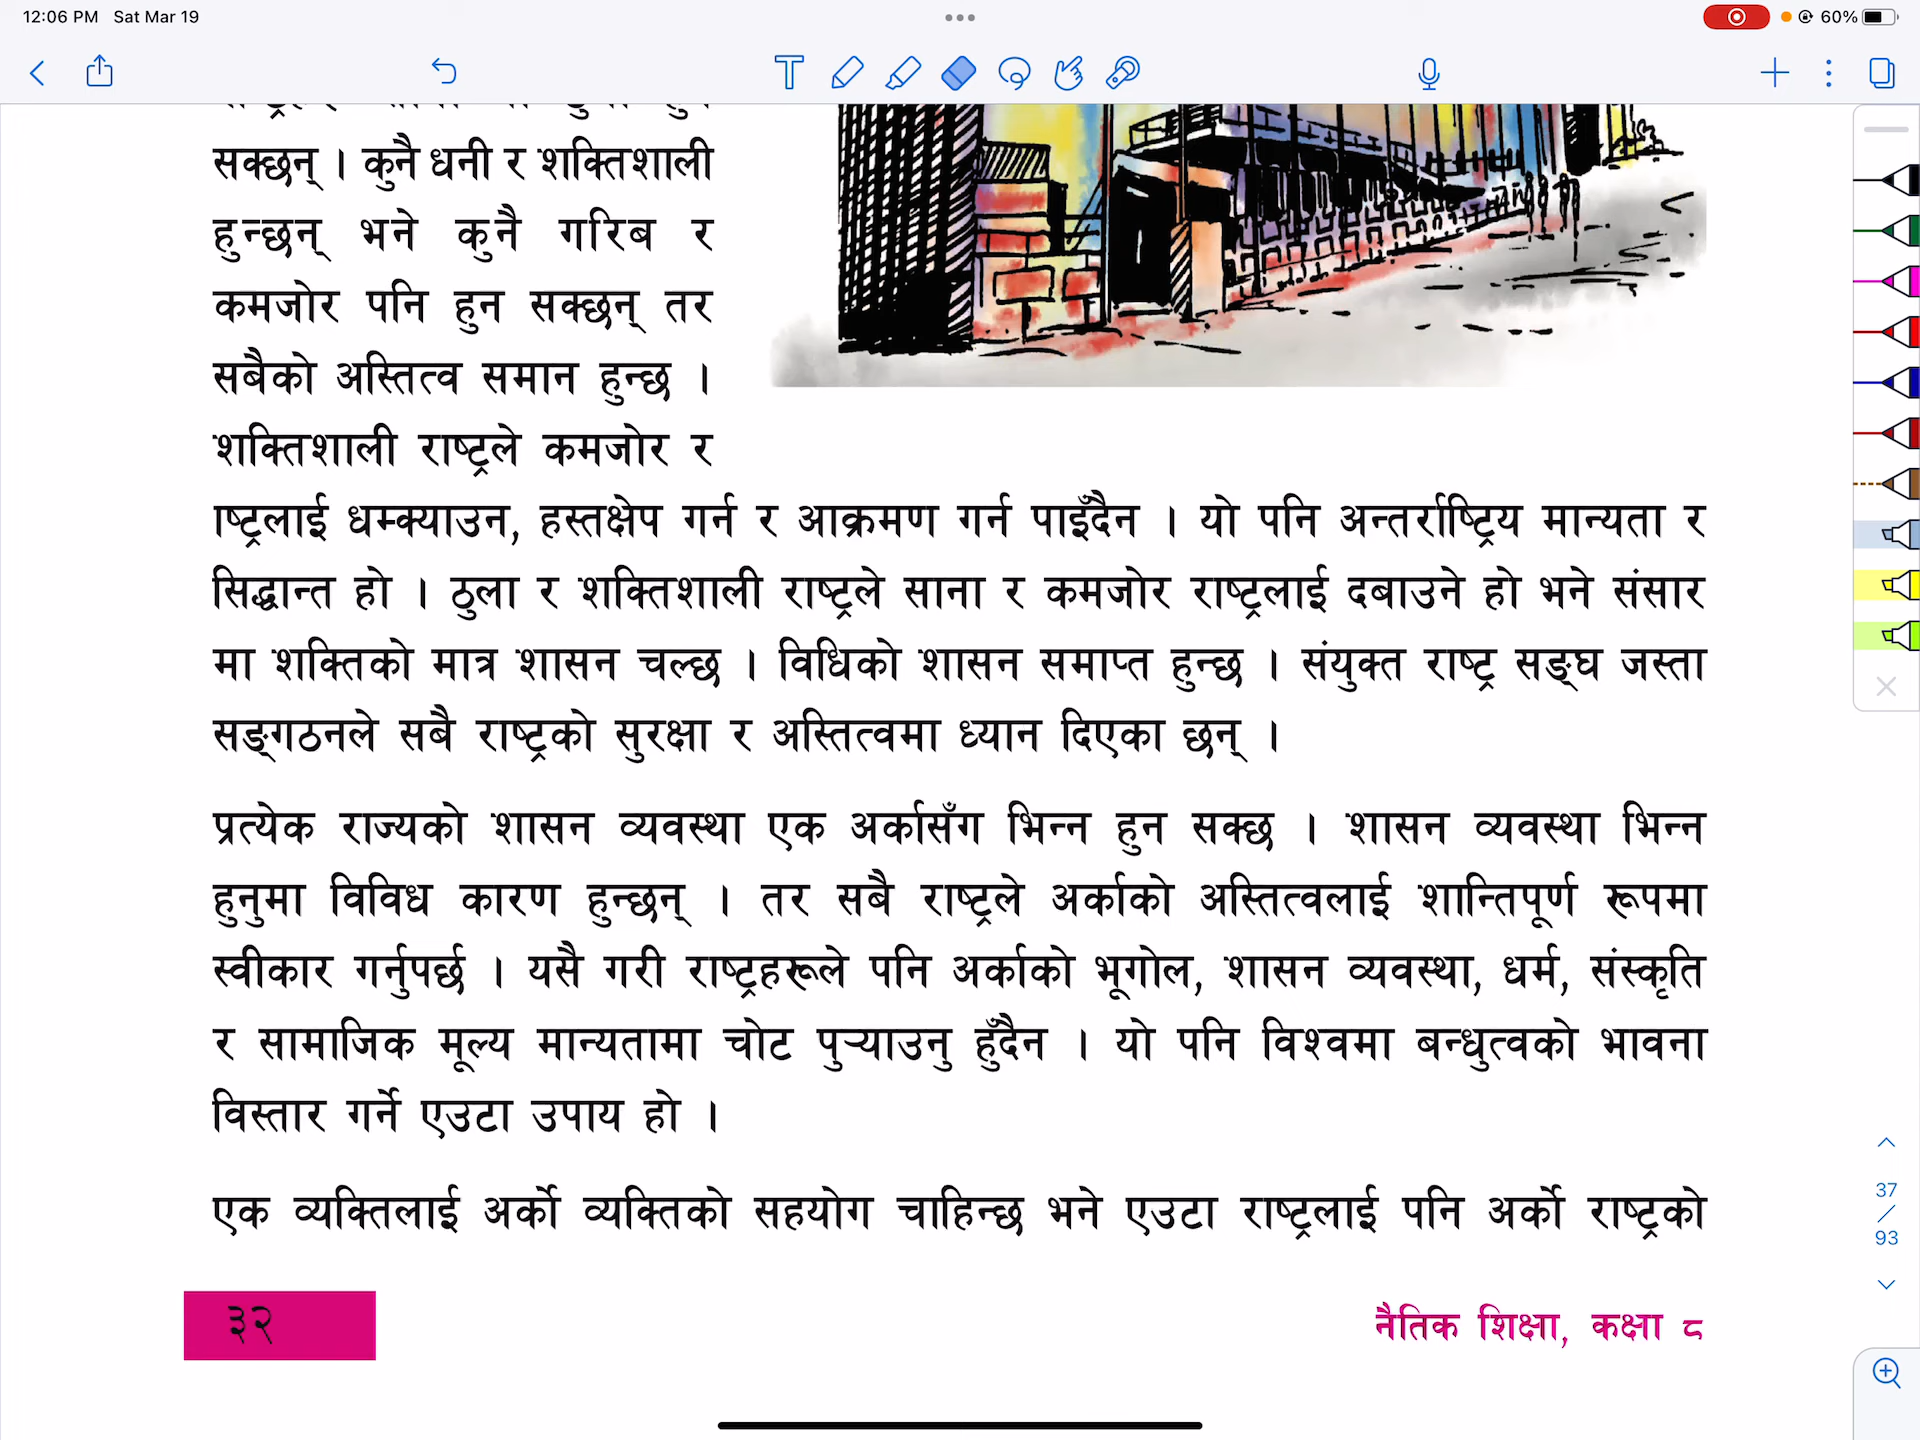 12:06 PM Sat Mar 19
60%
सक्छन् । कुनै धनी र शक्तिशाली
हुन्छन् भने कुनै गरिब र
कमजोर पनि हुन सक्छन् तर
सबैको अस्तित्व समान हुन्छ ।
शक्तिशाली राष्ट्रले कमजोर र
ाष्ट्रलाई धम्क्याउन, हस्तक्षेप गर्न र आक्रमण गर्न पाइँदैन । यो पनि अन्तर्राष्ट्रिय मान्यता र
सिद्धान्त हो । ठुला र शक्तिशाली राष्ट्रले साना र कमजोर राष्ट्रलाई दबाउने हो भने संसार
मा शक्तिको मात्र शासन चल्छ । विधिको शासन समाप्त हुन्छ । संयुक्त राष्ट्र सङ्घ जस्ता
सङ्गठनले सबै राष्ट्रको सुरक्षा र अस्तित्वमा ध्यान दिएका छन् ।
प्रत्येक राज्यको शासन व्यवस्था एक अर्कासँग भिन्न हुन सक्छ । शासन व्यवस्था भिन्न
हुनुमा विविध कारण हुन्छन् । तर सबै राष्ट्रले अर्काको अस्तित्वलाई शान्तिपूर्ण रूपमा
स्वीकार गर्नुपर्छ । यसै गरी राष्ट्रहरूले पनि अर्काको भूगोल, शासन व्यवस्था, धर्म, संस्कृति
र सामाजिक मूल्य मान्यतामा चोट पुऱ्याउनु हुँदैन । यो पनि विश्वमा बन्धुत्वको भावना
विस्तार गर्ने एउटा उपाय हो ।
एक व्यक्तिलाई अर्को व्यक्तिको सहयोग चाहिन्छ भने एउटा राष्ट्रलाई पनि अर्को राष्ट्रको
३२
नैतिक शिक्षा, कक्षा ८
37
/
93